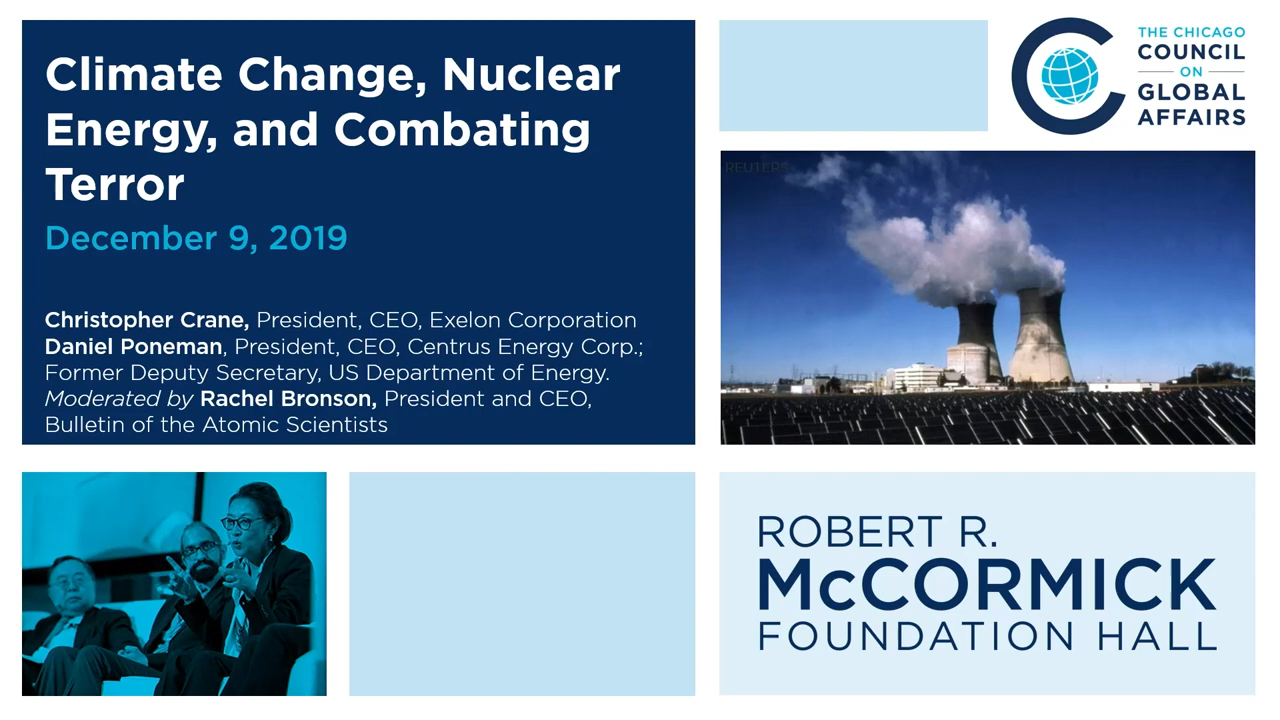 Climate Change, Nuclear
Energy, and Combating
Terror
December 9, 2019
Christopher Crane, President, CEO, Exelon Corporation
Daniel Poneman, President, CEO, Centrus Energy Corp.;
Former Deputy Secretary, US Department of Energy.
Moderated by Rachel Bronson, President and CEO,
Bulletin of the Atomic Scientists
THE CHICAGO
COUNCIL
ON
GLOBAL
AFFAIRS
REUTERS
ROBERT R.
McCORMICK
FOUNDATION HALL